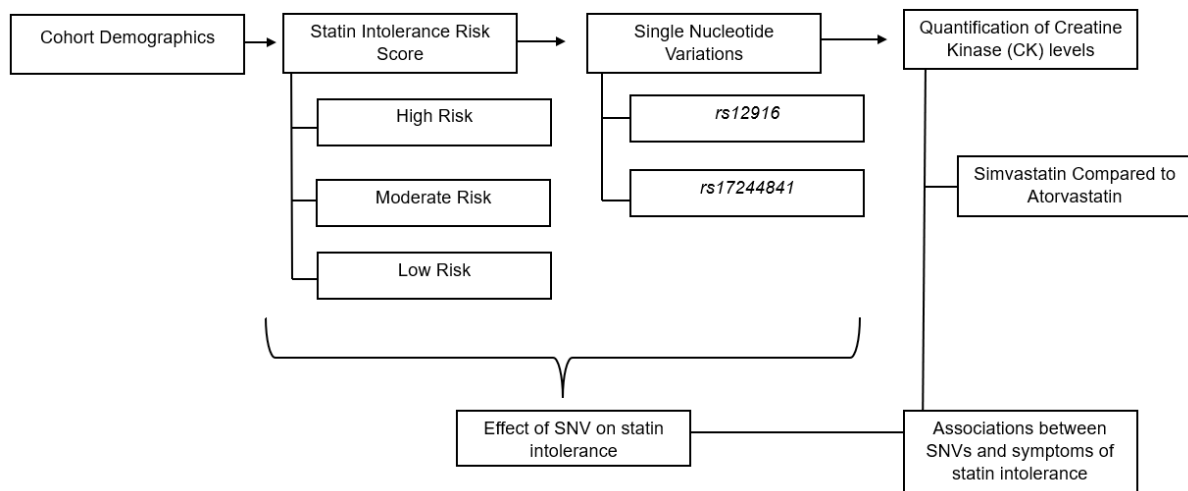 Cohort Demographics
Statin Intolerance Risk
Score
High Risk
Moderate Risk
Low Risk
Single Nucleotide
Variations
rs12916
rs17244841
Quantification of Creatine
Kinase (CK) levels
Simvastatin Compared to
Atorvastatin
Effect of SNV on statin
intolerance
Associations between
SNVs and symptoms of
statin intolerance